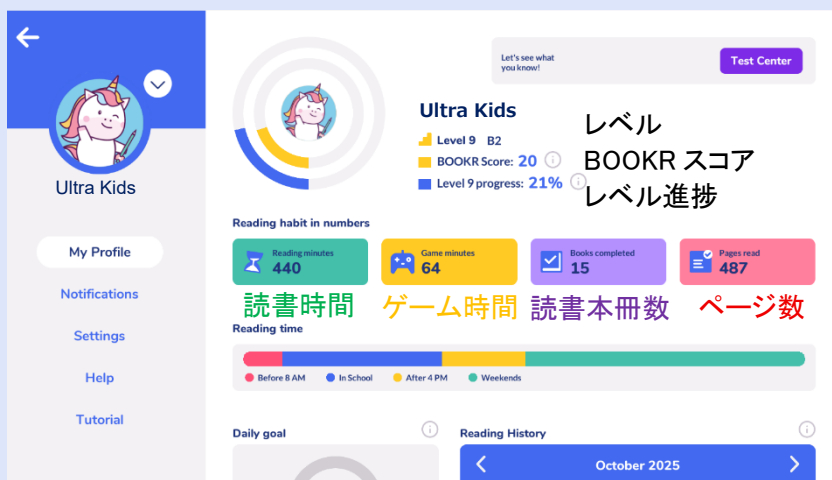 Let's see what
you know!
Test Center
Ultra Kids
Level 9 B2
BOOKR Score: 20
Level 9 progress: 21%
レベル
BOOKR スコア
レベル進捗
Ultra Kids
My Profile
Notifications
Settings
Help
Tutorial
Reading habit in numbers
Reading minutes
440
Game minutes
64
Books completed
15
Pages read
487
読書時間
ゲーム時間
読書本冊数
ページ数
Reading time
Before 8 AM
In School
After 4 PM
Weekends
Daily goal
Reading History
October 2025